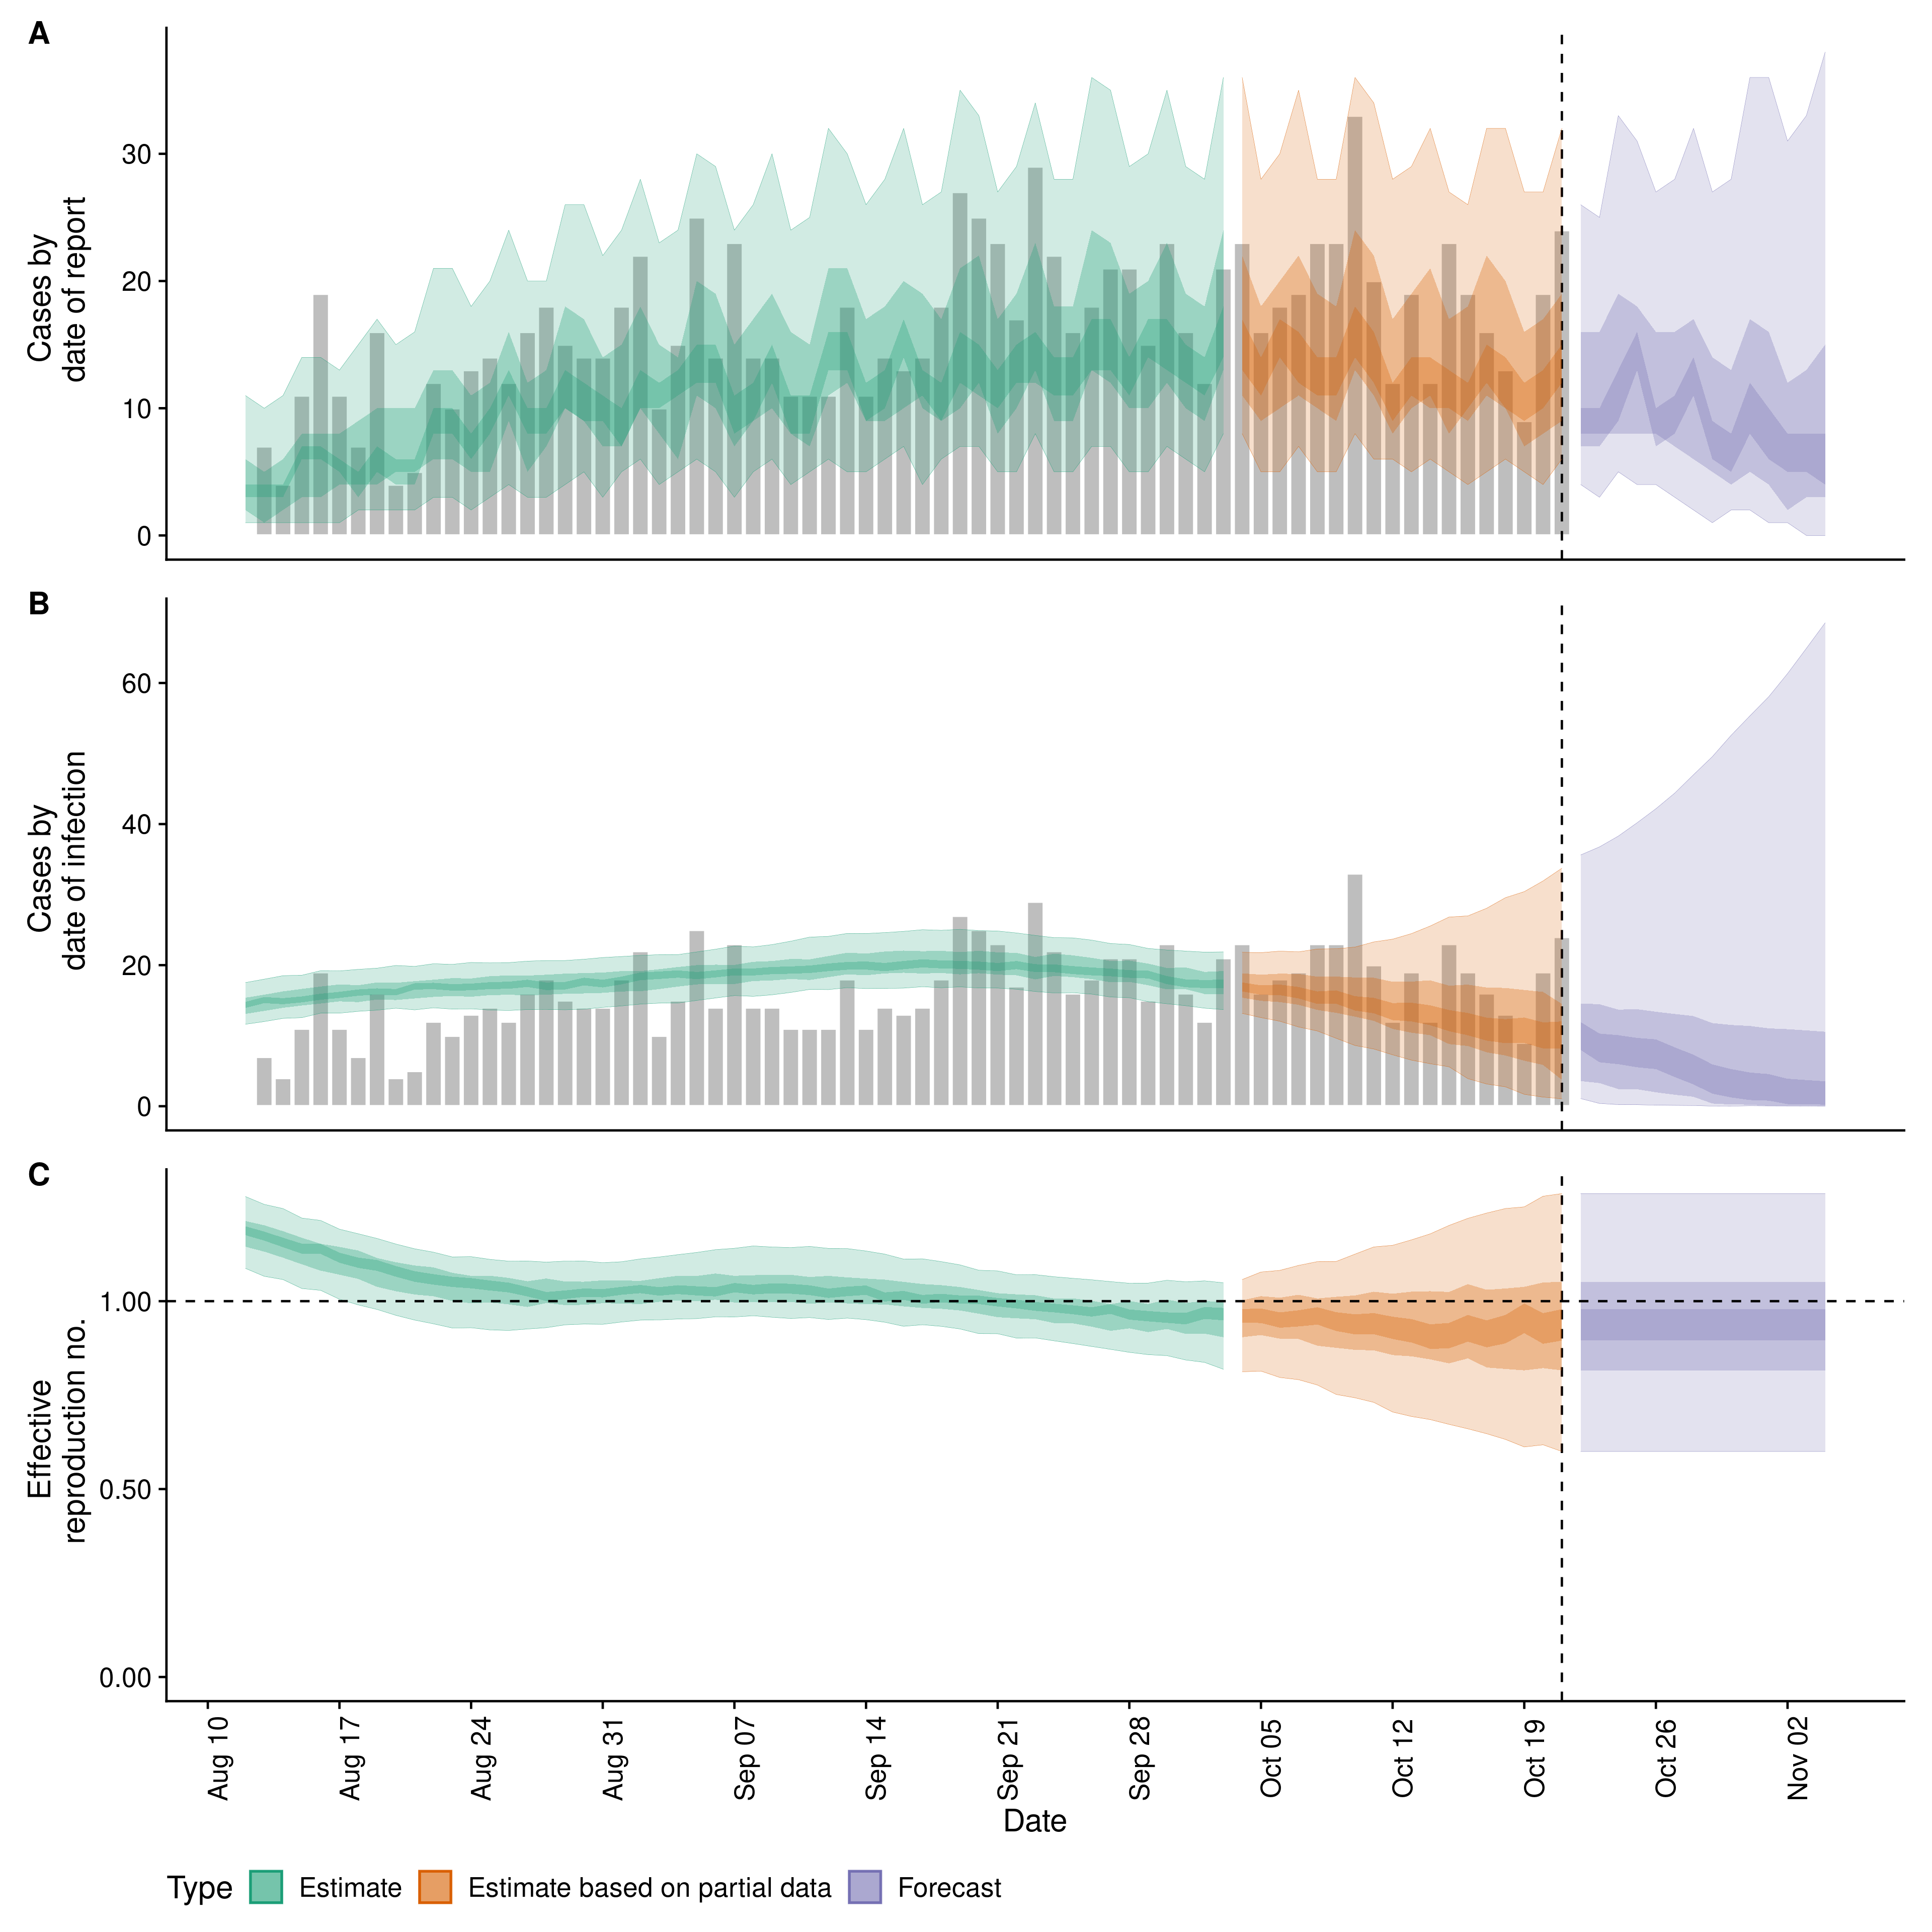 A
Cases by
date of report
30
20
10
0
B
Cases by
date of infection
60
40
20
0
C
Effective
reproduction no.
1.00
0.50
0.00
Aug 10
Aug 17
Aug 24
Aug 31
Sep 07
Sep 14
Sep 21
Sep 28
Oct 05
Oct 12
Oct 19
Oct 26
Nov 02
Date
Type Estimate Estimate based on partial data Forecast